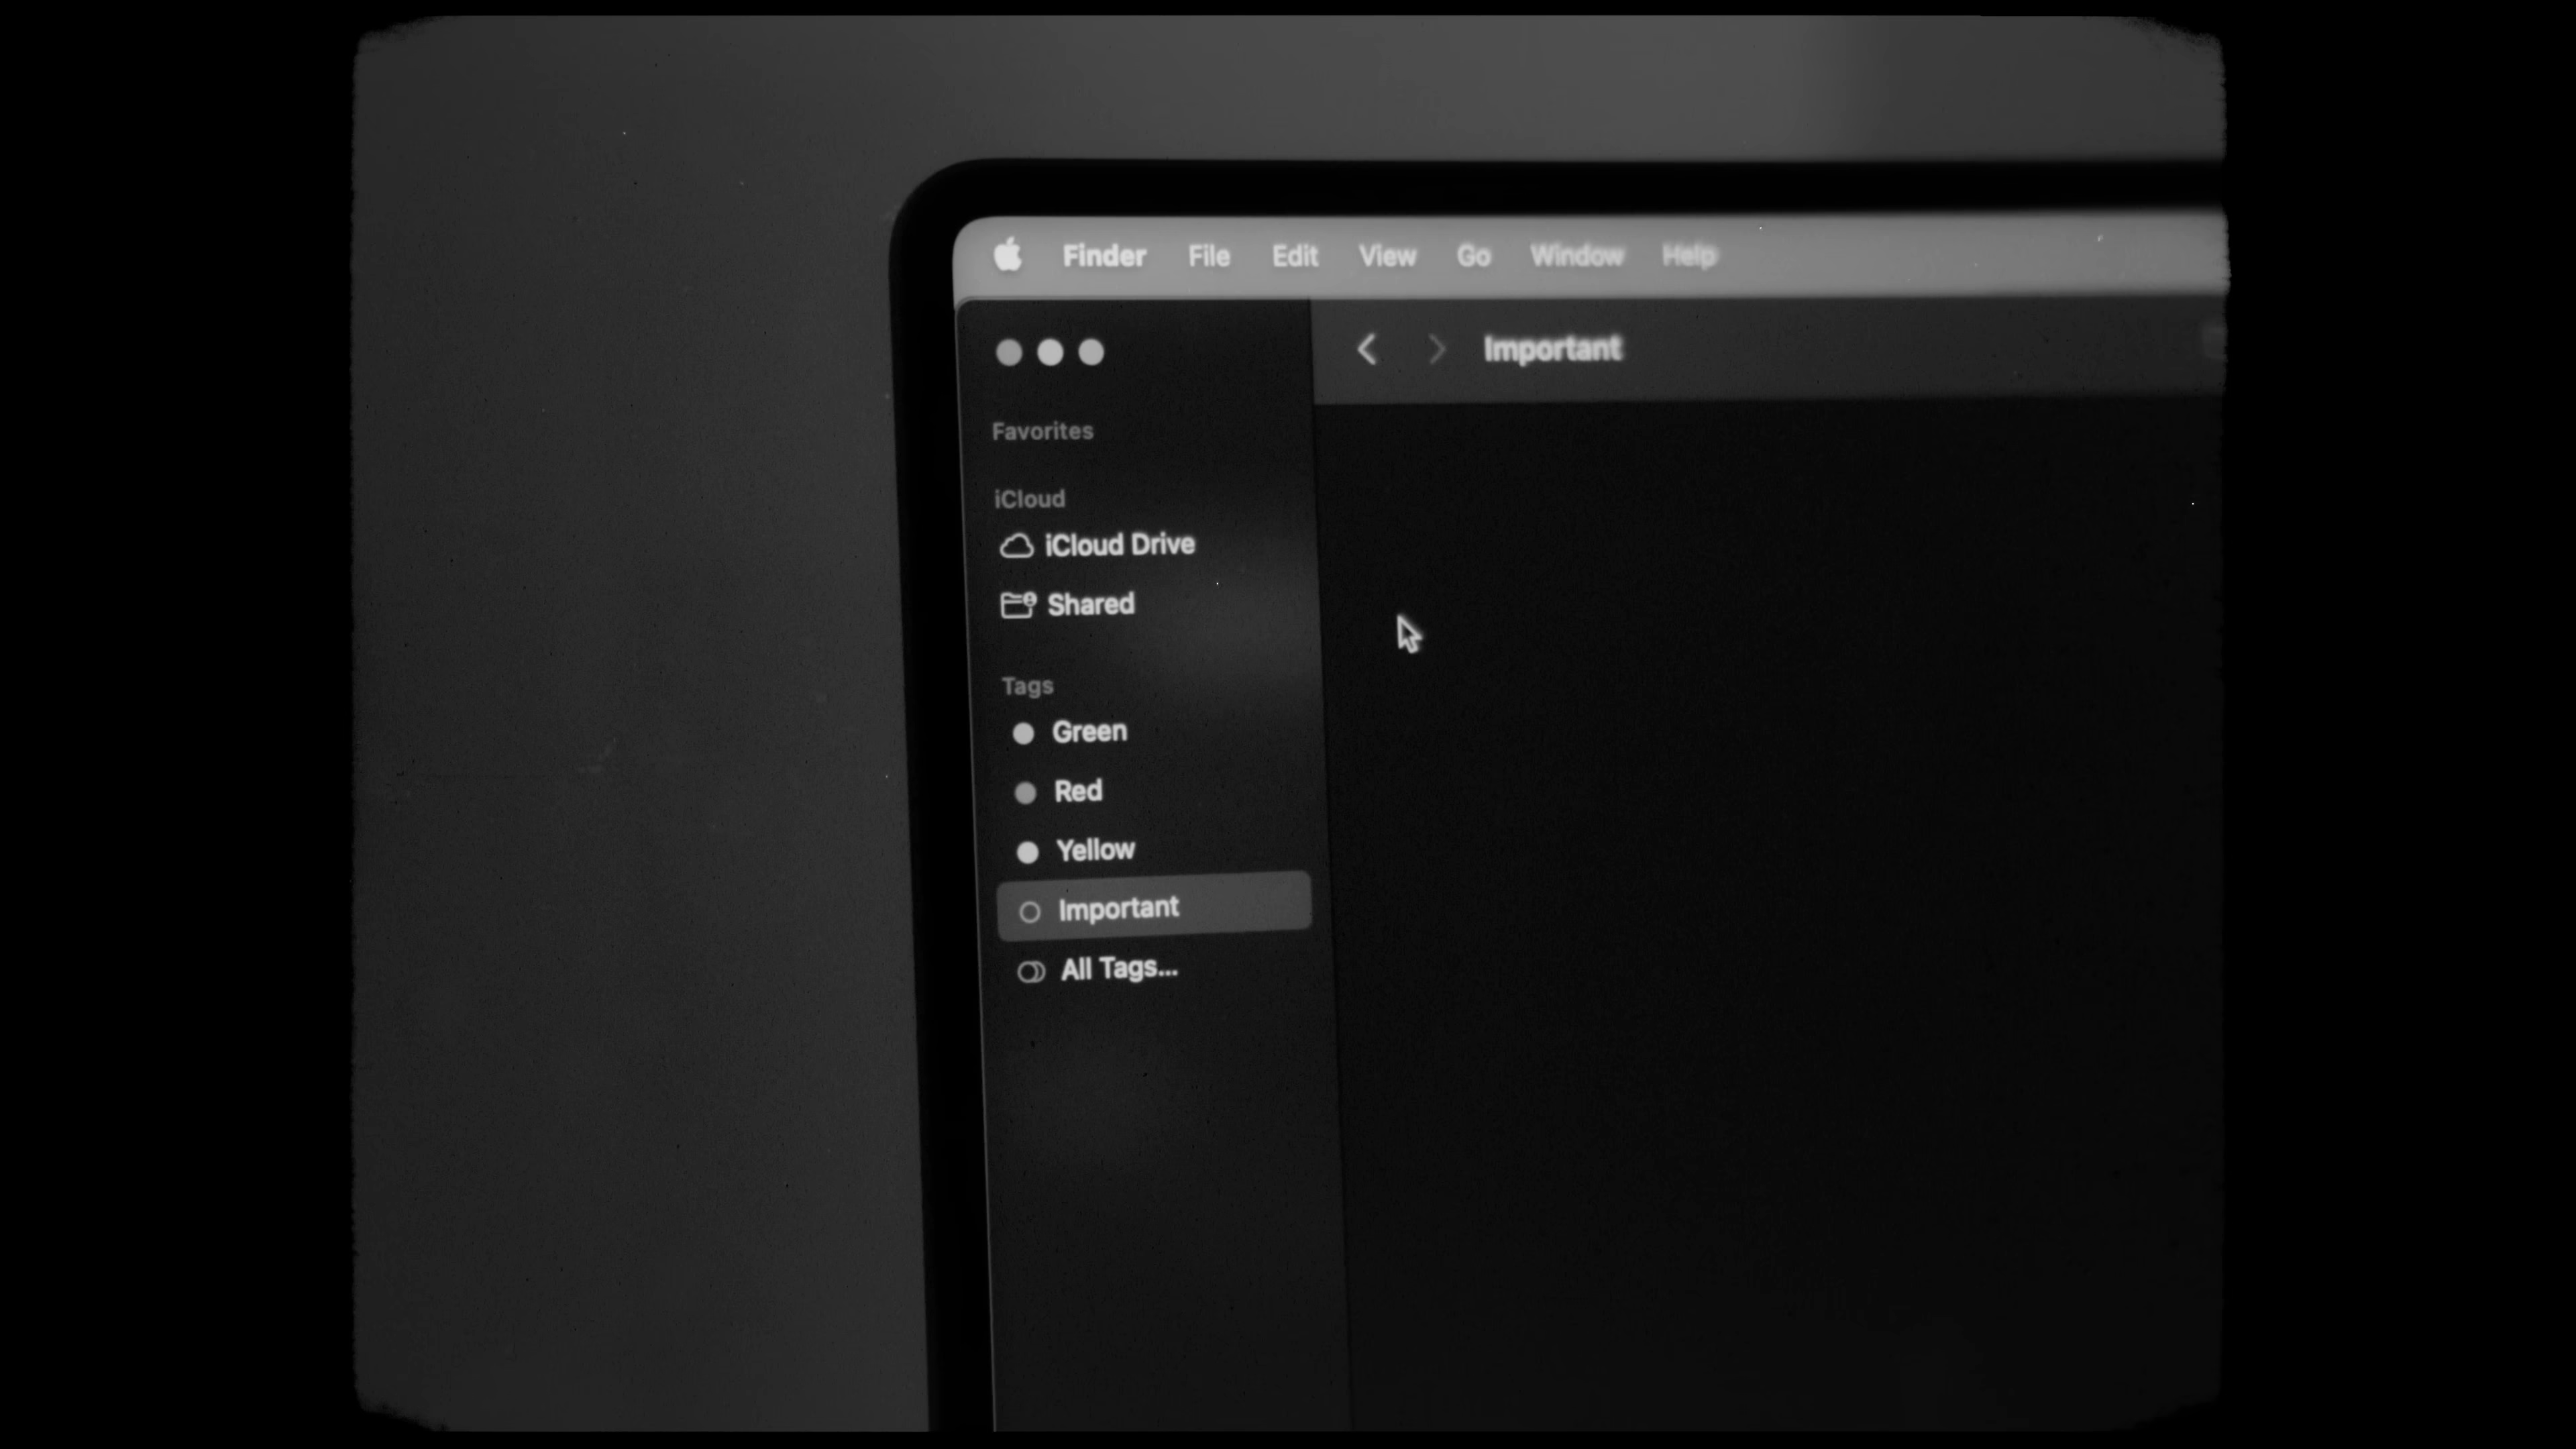 Finder File Edit View Go Window Help
Important
Favorites
iCloud
iCloud Drive
Shared
Tags
Green
Red
Yellow
Important
All Tags...